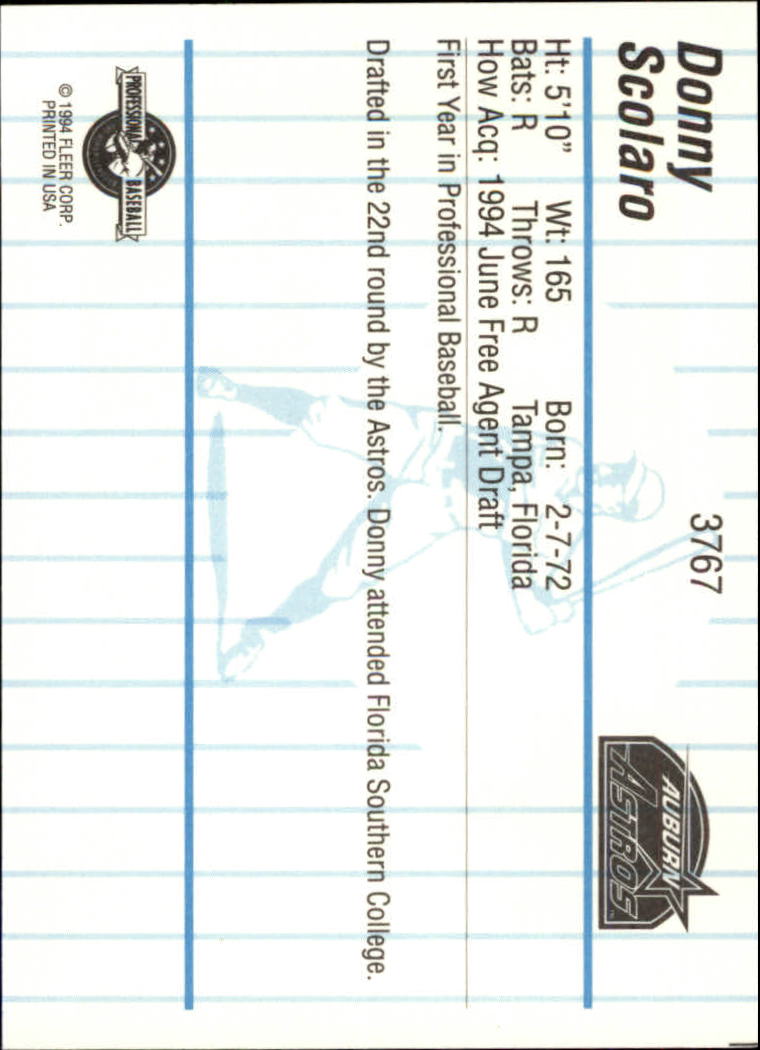 Donny
Scolaro
3767
AUBURN
ASTROS
Ht: 5'10" Wt: 165 Born: 2-7-72
Bats: R Throws: R Tampa, Florida
How Acq: 1994 June Free Agent Draft
First Year in Professional Baseball.
Drafted in the 22nd round by the Astros. Donny attended Florida Southern College.
PROFESSIONAL BASEBALL
© 1994 FLEER CORP.
PRINTED IN USA